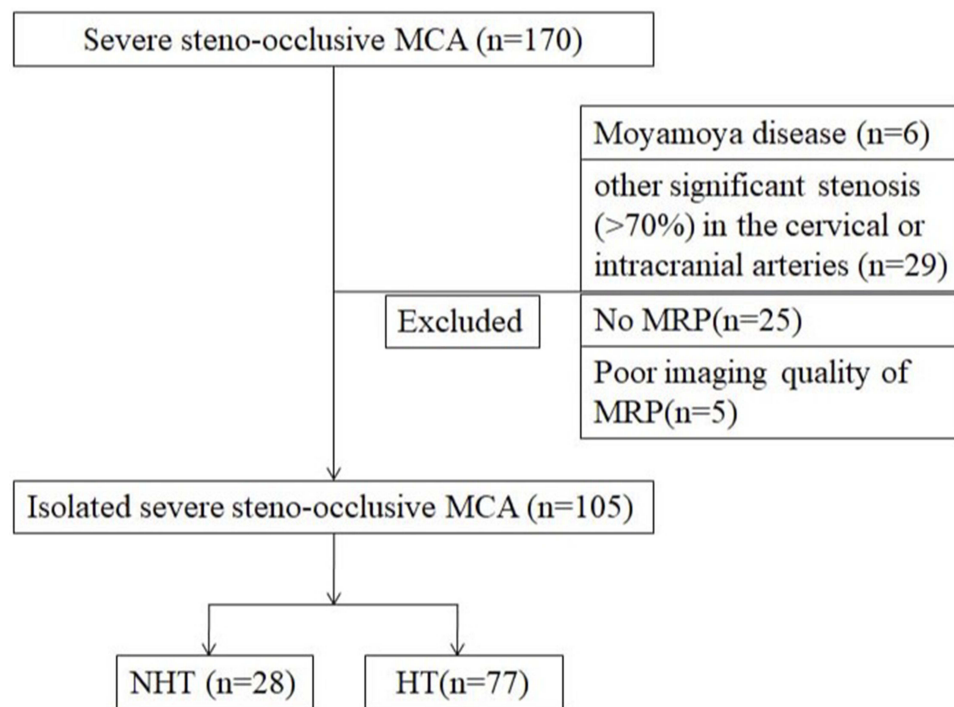 Severe steno-occlusive MCA (n=170)
Moyamoya disease (n=6)
other significant stenosis
(>70%) in the cervical or
intracranial arteries (n=29)
Excluded
No MRP(n=25)
Poor imaging quality of
MRP(n=5)
Isolated severe steno-occlusive MCA (n=105)
NHT (n=28)
HT(n=77)